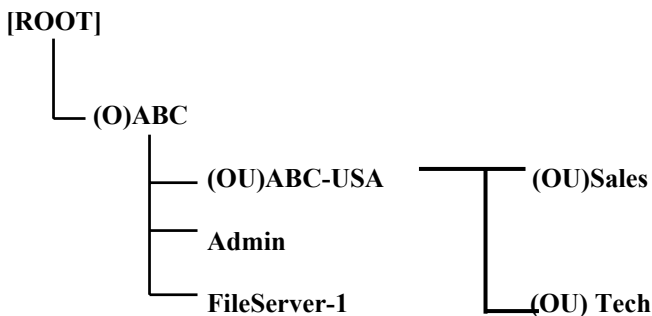 [ROOT]
(O)ABC
(OU)ABC-USA
(OU)Sales
Admin
FileServer-1
(OU) Tech